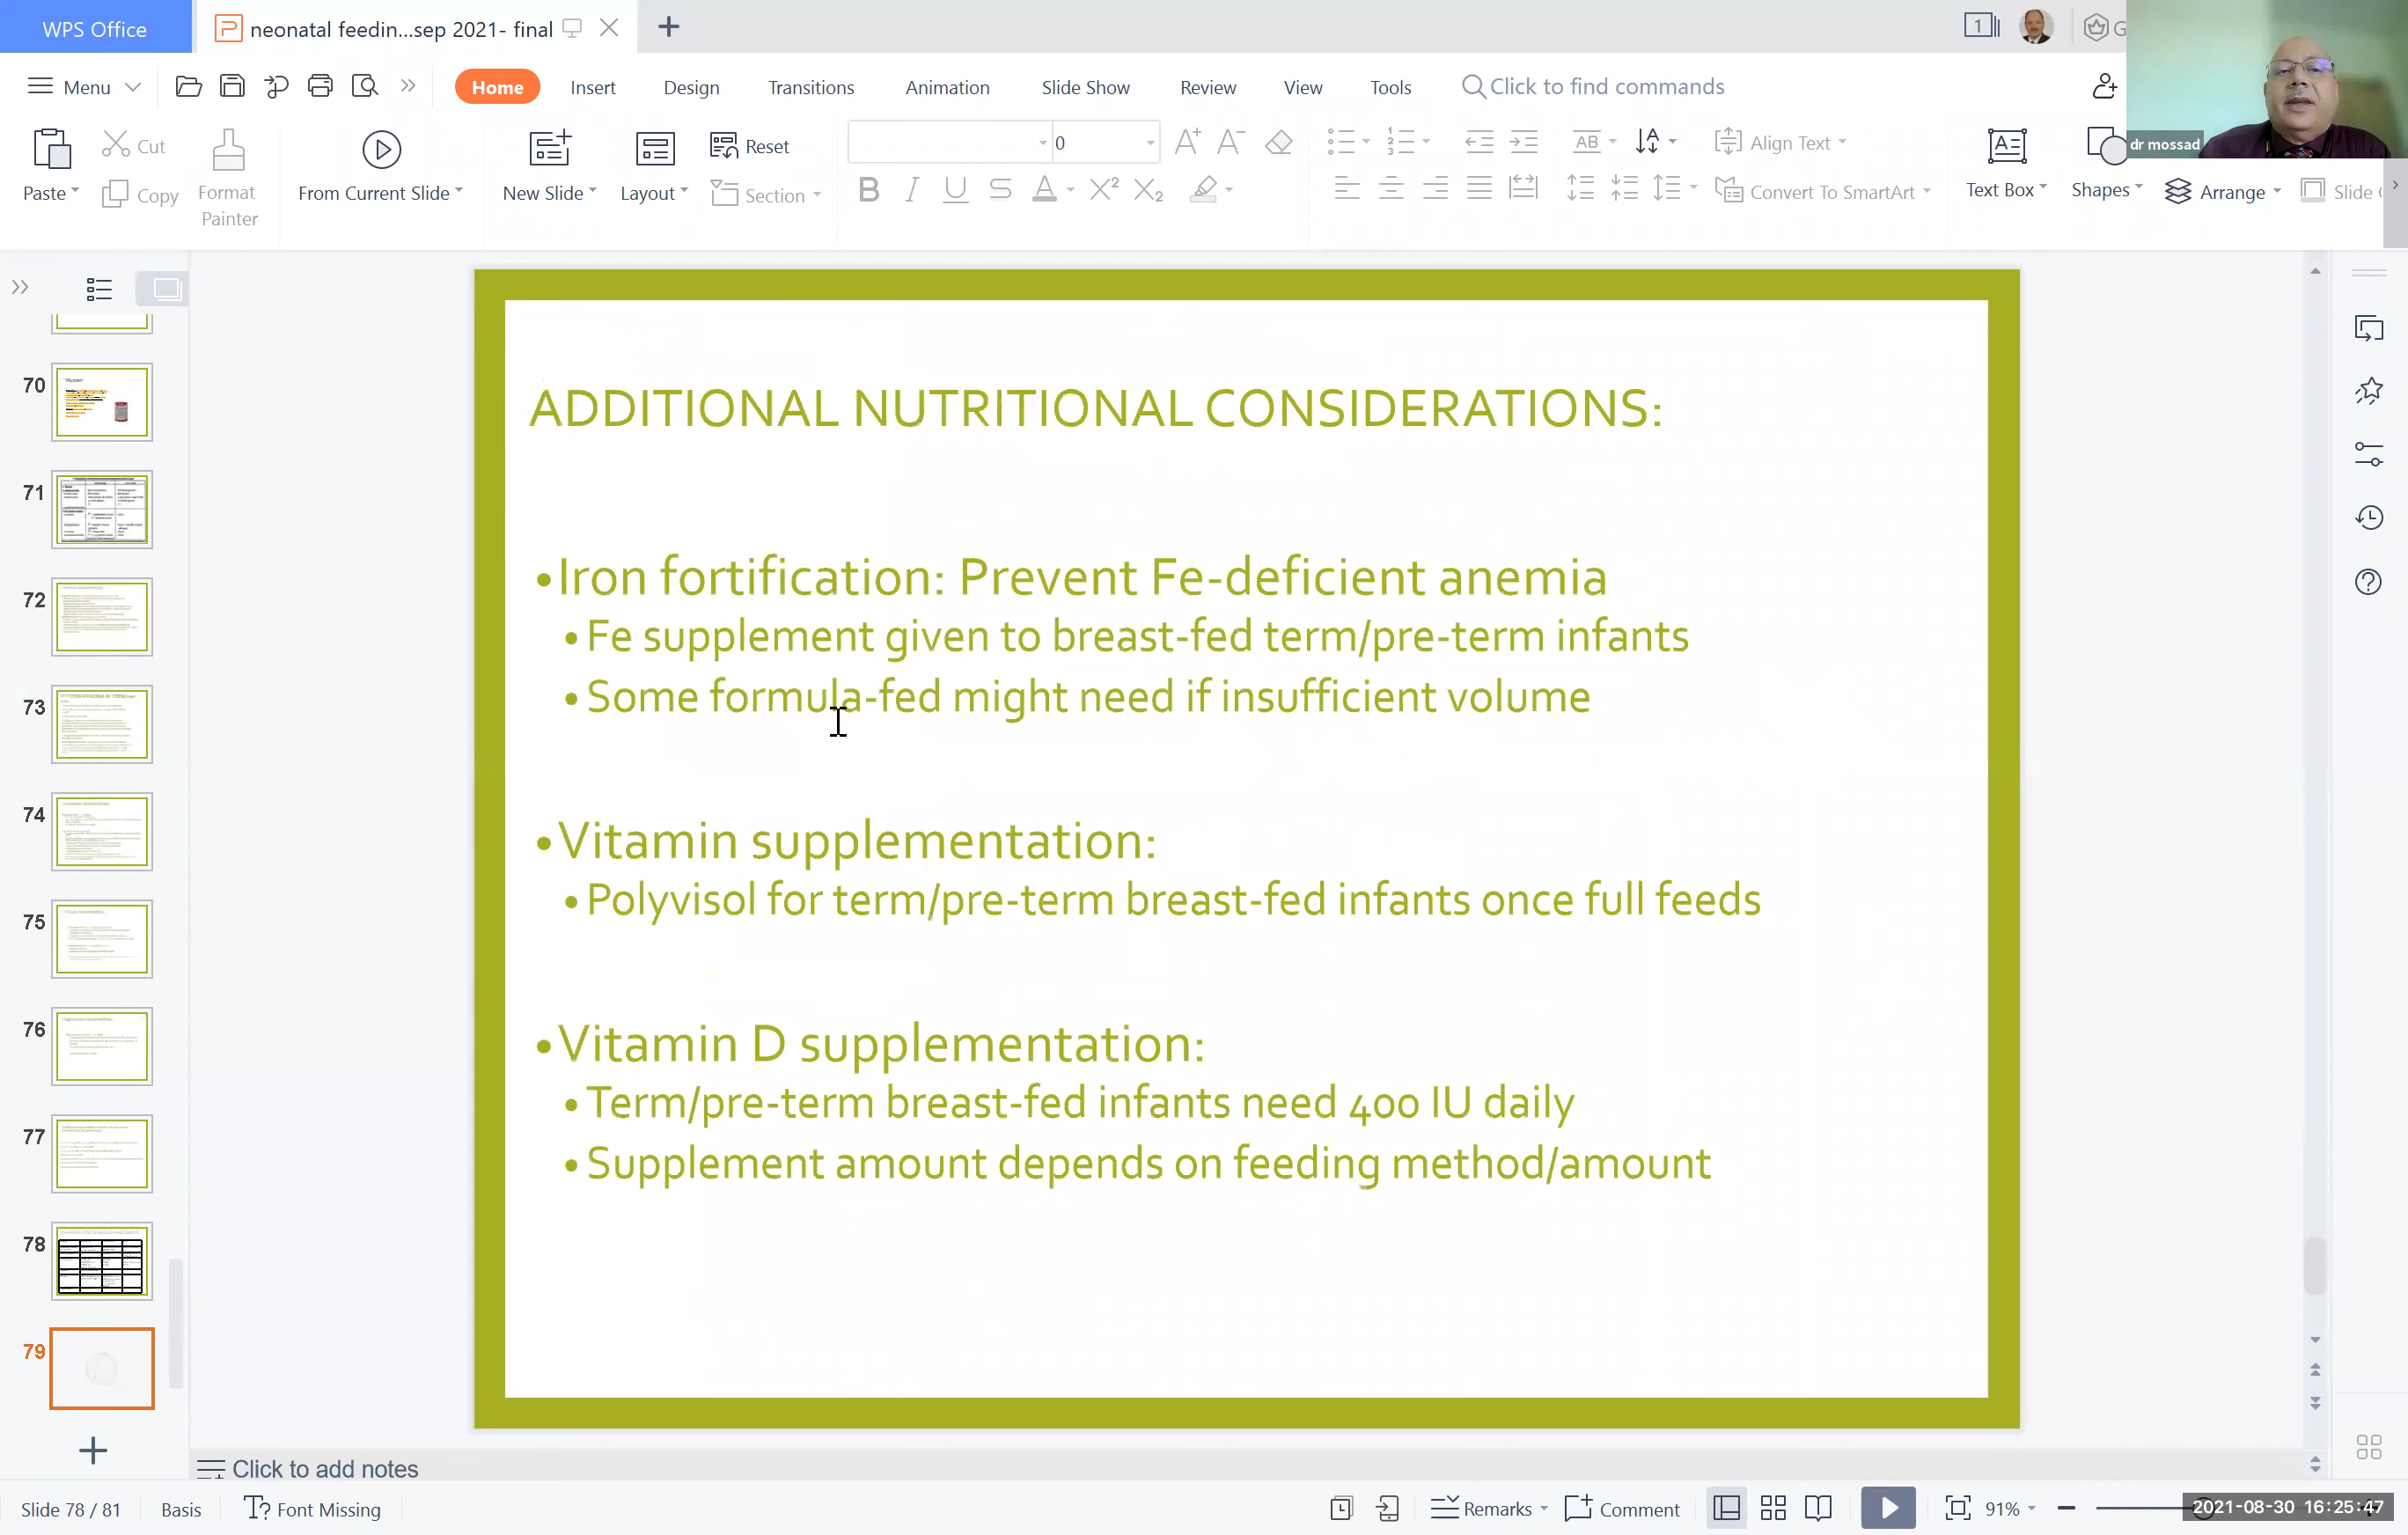 WPS Office
neonatal feedin...sep 2021- final
1
G
Menu
Home
Insert
Design
Transitions
Animation
Slide Show
Review
View
Tools
Click to find commands
Paste
Cut
Copy
Format
Painter
From Current Slide
New Slide
Layout
Reset
Section
0
Align Text
Convert To SmartArt
Text Box
Shapes
Arrange
Slide
dr mossad
70
71
72
73
74
75
76
77
78
79
ADDITIONAL NUTRITIONAL CONSIDERATIONS:
•Iron fortification: Prevent Fe-deficient anemia
• Fe supplement given to breast-fed term/pre-term infants
• Some formula-fed might need if insufficient volume
•Vitamin supplementation:
• Polyvisol for term/pre-term breast-fed infants once full feeds
•Vitamin D supplementation:
• Term/pre-term breast-fed infants need 400 IU daily
• Supplement amount depends on feeding method/amount
Click to add notes
Slide 78 / 81
Basis
Font Missing
Remarks
Comment
91%
2021-08-30 16:25:47